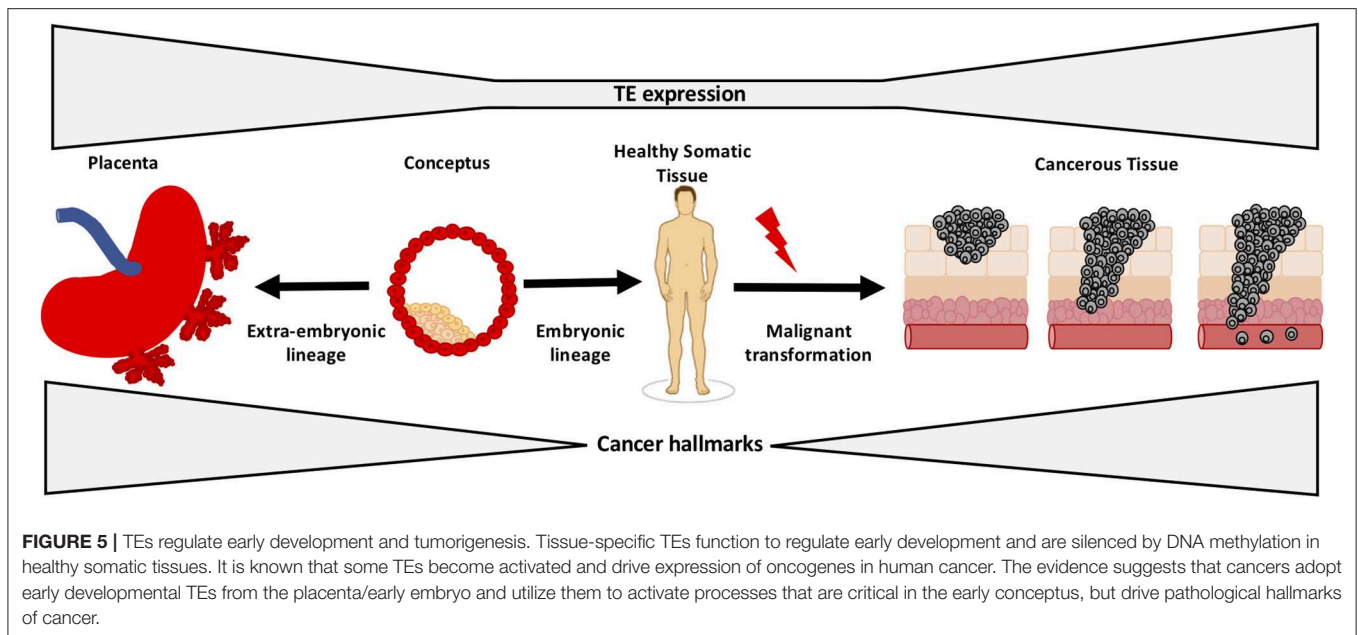 TE expression
Placenta
Conceptus
Healthy Somatic
Tissue
Cancerous Tissue
Extra-embryonic
lineage
Embryonic
lineage
Malignant
transformation
Cancer hallmarks
FIGURE 5 | TEs regulate early development and tumorigenesis. Tissue-specific TEs function to regulate early development and are silenced by DNA methylation in
healthy somatic tissues. It is known that some TEs become activated and drive expression of oncogenes in human cancer. The evidence suggests that cancers adopt
early developmental TEs from the placenta/early embryo and utilize them to activate processes that are critical in the early conceptus, but drive pathological hallmarks
of cancer.